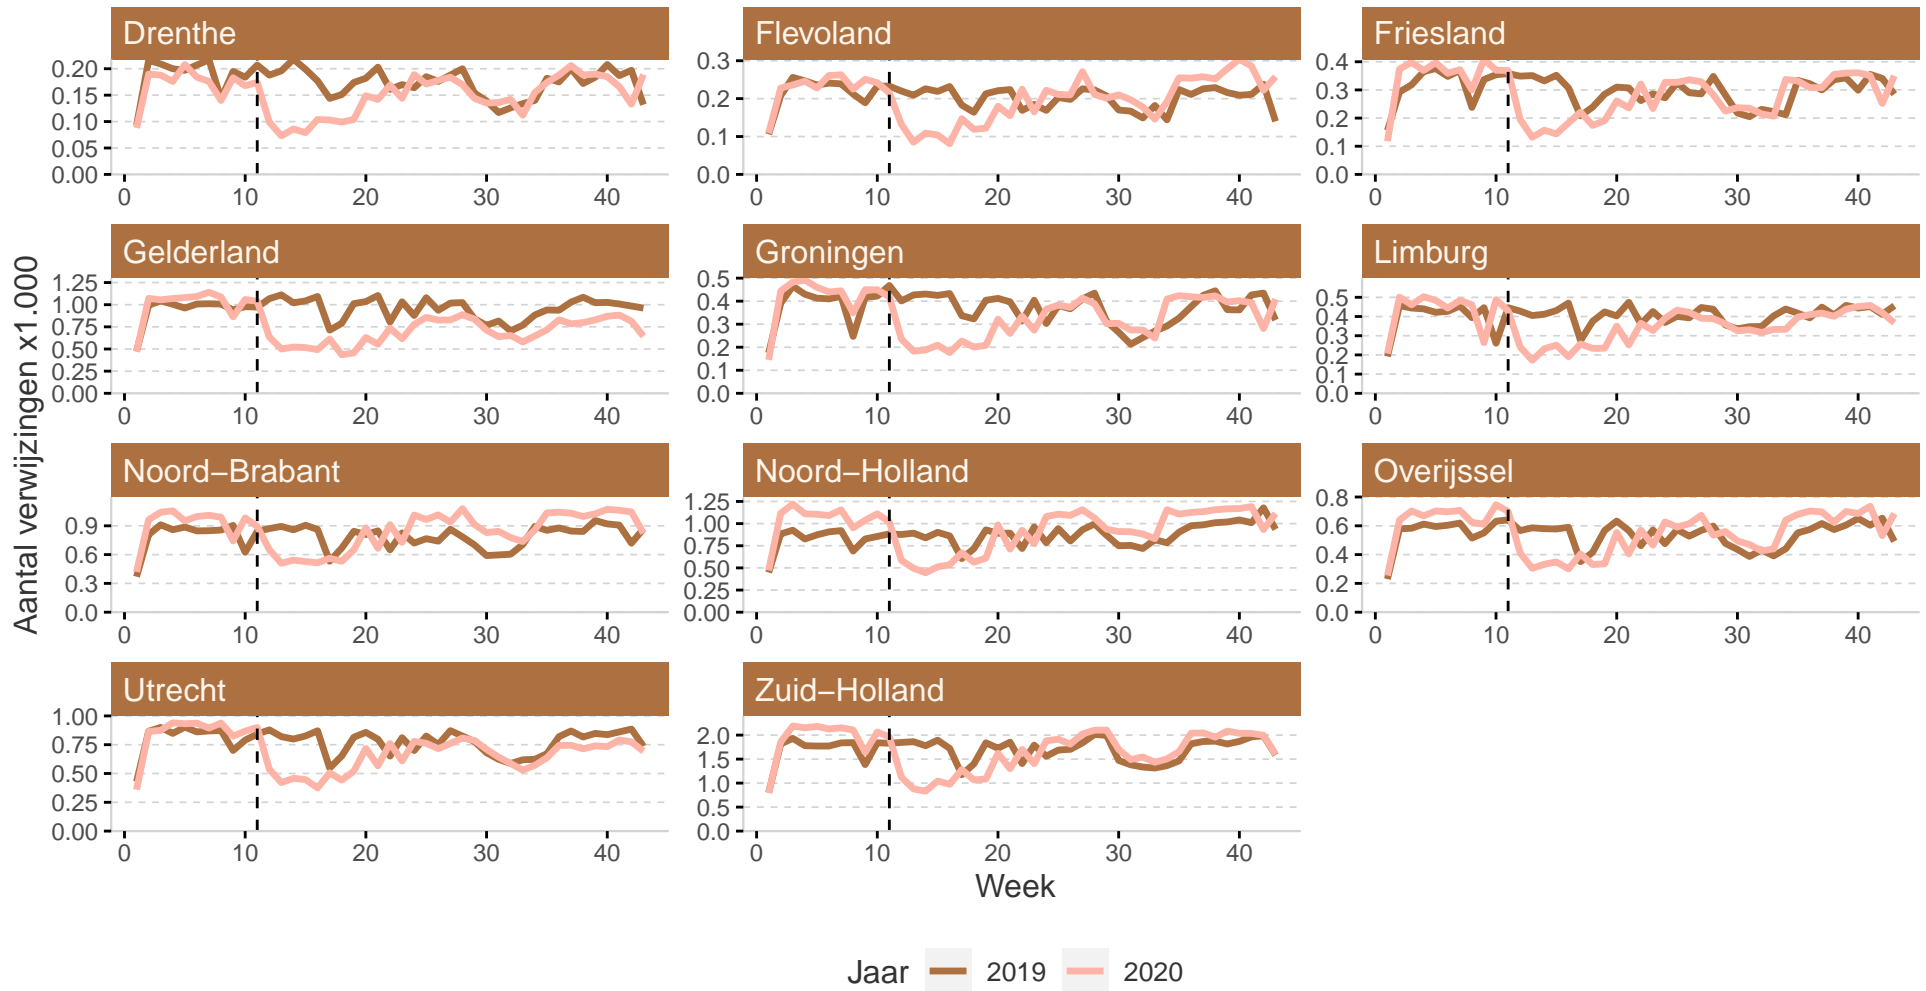 Drenthe Flevoland Friesland
0.20 0.3 0.4
0.15 0.2 0.3
0.10 0.1 0.2
0.05 0.0 0.1
0.00 0.0
0 10 20 30 40 0 10 20 30 40 0 10 20 30 40
Gelderland Groningen Limburg
1.25 0.5 0.5
1.00 0.4 0.4
0.75 0.3 0.3
0.50 0.2 0.2
0.25 0.1 0.1
0.00 0.0 0.0
0 10 20 30 40 0 10 20 30 40 0 10 20 30 40
Aantal verwijzingen x1.000
Noord−Brabant Noord−Holland Overijssel
0.9 1.25 0.8
0.6 1.00 0.6
0.3 0.75 0.4
0.0 0.50 0.2
0.25 0.0
0.00
0 10 20 30 40 0 10 20 30 40 0 10 20 30 40
Utrecht Zuid−Holland
1.00 2.0
0.75 1.5
0.50 1.0
0.25 0.5
0.00 0.0
0 10 20 30 40 0 10 20 30 40
Week
Jaar 2019 2020